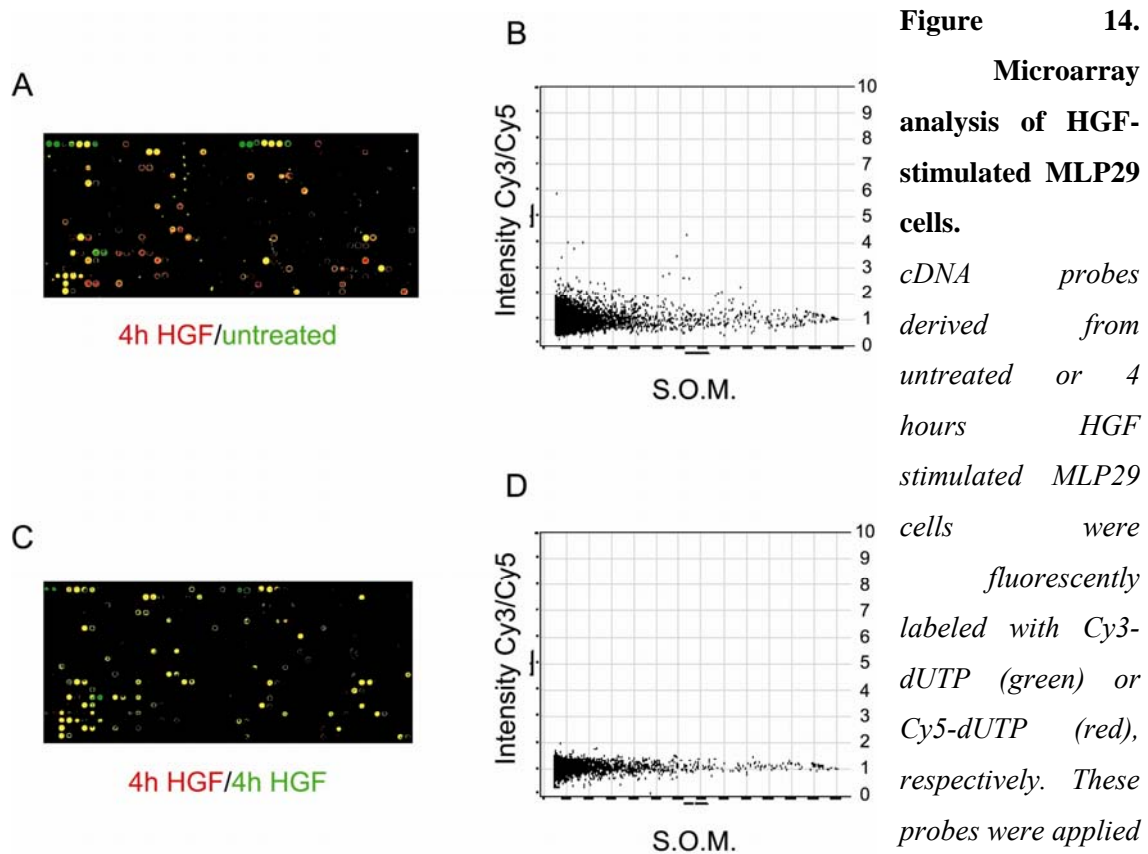 A
4h HGF/untreated
B
Intensity Cy3/Cy5
10
9
8
7
6
5
4
3
2
1
0
S.O.M.
C
4h HGF/4h HGF
D
Intensity Cy3/Cy5
10
9
8
7
6
5
4
3
2
1
0
S.O.M.
Figure 14.
Microarray
analysis of HGF-
stimulated MLP29
cells.
cDNA probes
derived from
untreated or 4
hours HGF
stimulated MLP29
cells were
fluorescently
labeled with Cy3-
dUTP (green) or
Cy5-dUTP (red),
respectively. These
probes were applied